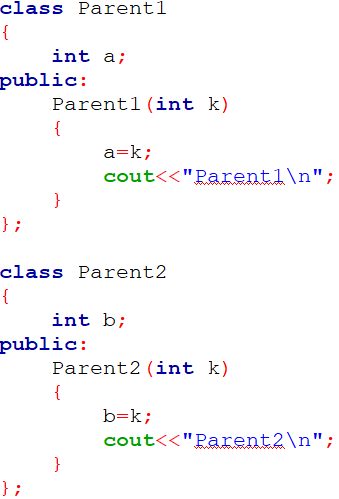 class Parent1
{
int a;
public:
Parent1(int k)
{
a=k;
cout<<"Parent1\n";
}
};
class Parent2
{
int b;
public:
Parent2(int k)
{
b=k;
cout<<"Parent2\n";
}
};